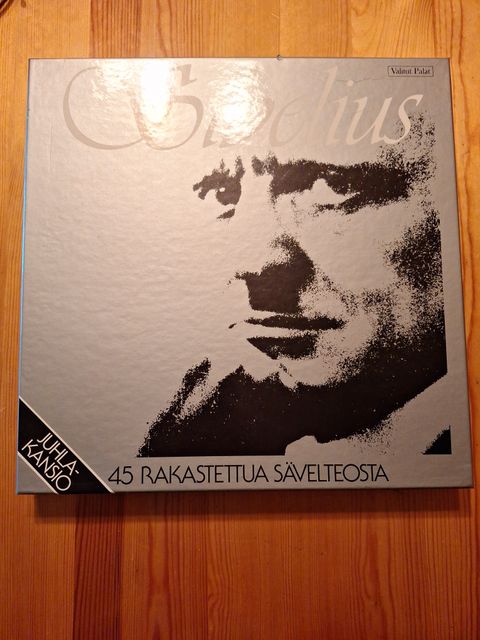 Valitut Palat
Sibelius
JUHLA-
KANSIO
45 RAKASTETTUA SÄVELTEOSTA